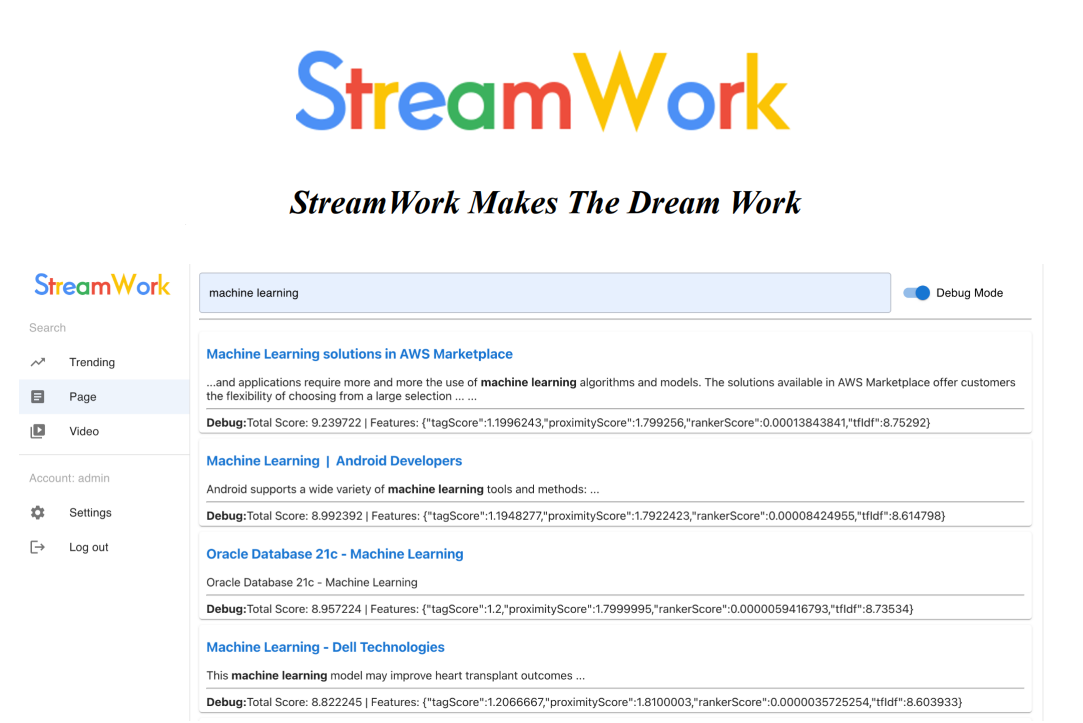 StreamWork
StreamWork Makes The Dream Work
StreamWork
Search
Trending
Page
Video
Account: admin
Settings
Log out
machine learning
Debug Mode
Machine Learning solutions in AWS Marketplace
...and applications require more and more the use of machine learning algorithms and models. The solutions available in AWS Marketplace offer customers
the flexibility of choosing from a large selection ... ...
Debug:Total Score: 9.239722 | Features: {"tagScore":1.1996243,"proximityScore":1.799256,"rankerScore":0.00013843841,"tfIdf":8.75292}
Machine Learning | Android Developers
Android supports a wide variety of machine learning tools and methods: ...
Debug:Total Score: 8.992392 | Features: {"tagScore":1.1948277,"proximityScore":1.7922423,"rankerScore":0.00008424955,"tfIdf":8.614798}
Oracle Database 21c - Machine Learning
Oracle Database 21c - Machine Learning
Debug:Total Score: 8.957224 | Features: {"tagScore":1.2,"proximityScore":1.7999995,"rankerScore":0.0000059416793,"tfIdf":8.73534}
Machine Learning - Dell Technologies
This machine learning model may improve heart transplant outcomes ...
Debug:Total Score: 8.822245 | Features: {"tagScore":1.2066667,"proximityScore":1.8100003,"rankerScore":0.0000035725254,"tfIdf":8.603933}